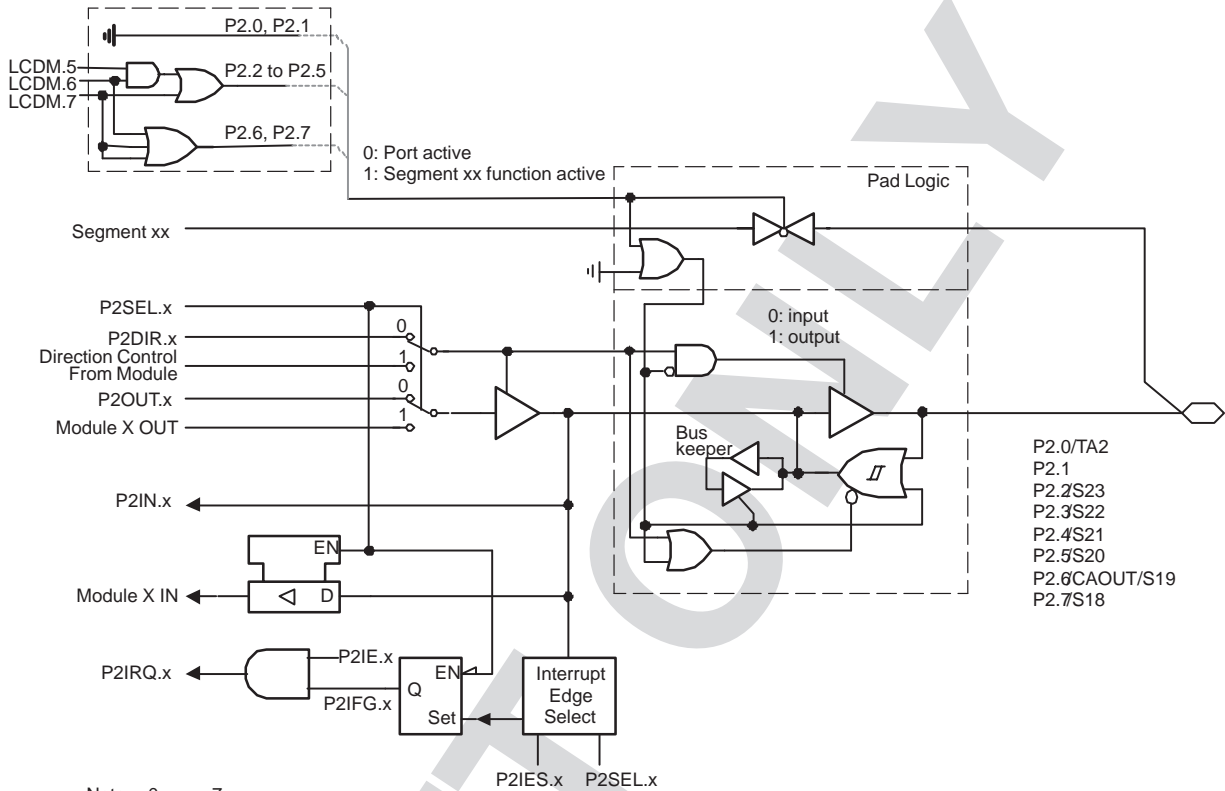 P2.0, P2.1
LCDM.5
LCDM.6
LCDM.7
P2.2 to P2.5
P2.6, P2.7
0: Port active
1: Segment xx function active
Pad Logic
Segment xx
P2SEL.x
0: input
1: output
P2DIR.x
0
Direction Control
From Module
1
P2OUT.x
0
Module X OUT
1
Bus
keeper
P2.0/TA2
P2.1
P2.2/S23
P2.3/S22
P2.4/S21
P2.5/S20
P2.6/CAOUT/S19
P2.7/S18
P2IN.x
EN
Module X IN
D
P2IRQ.x
P2IE.x
P2IFG.x
EN
Q
Set
Interrupt
Edge
Select
P2IES.x
P2SEL.x
ONLY